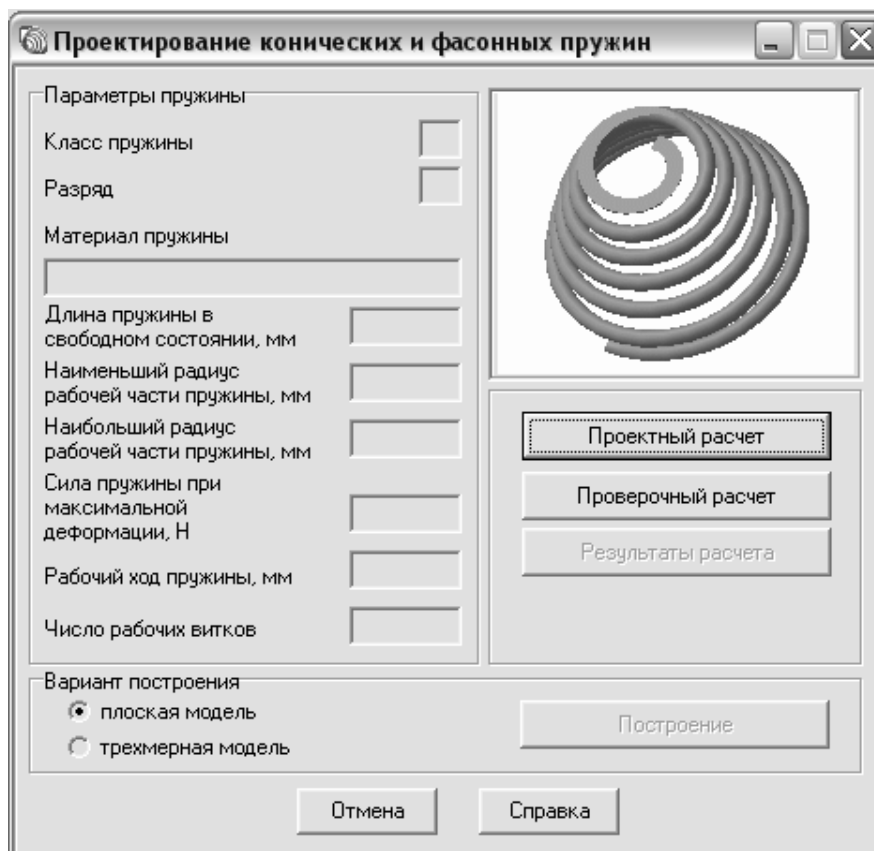 Проектирование конических и фасонных пружин
Параметры пружины
Класс пружины
Разряд
Материал пружины
Длина пружины в
свободном состоянии, мм
Наименьший радиус
рабочей части пружины, мм
Наибольший радиус
рабочей части пружины, мм
Сила пружины при
максимальной
деформации, Н
Рабочий ход пружины, мм
Число рабочих витков
Проектный расчет
Проверочный расчет
Результаты расчета
Вариант построения
плоская модель
трехмерная модель
Построение
Отмена
Справка